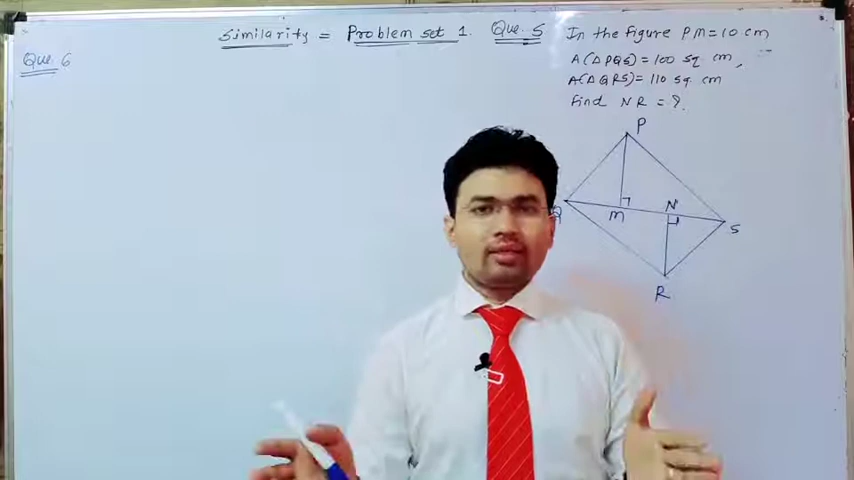 Similarity = Problem set 1. Que. 5 In the figure PM = 10 cm
A(△PQS) = 100 sq cm,
A(△QRS) = 110 sq cm
Find NR = ?
Que. 6
P
Q
M
N
S
R